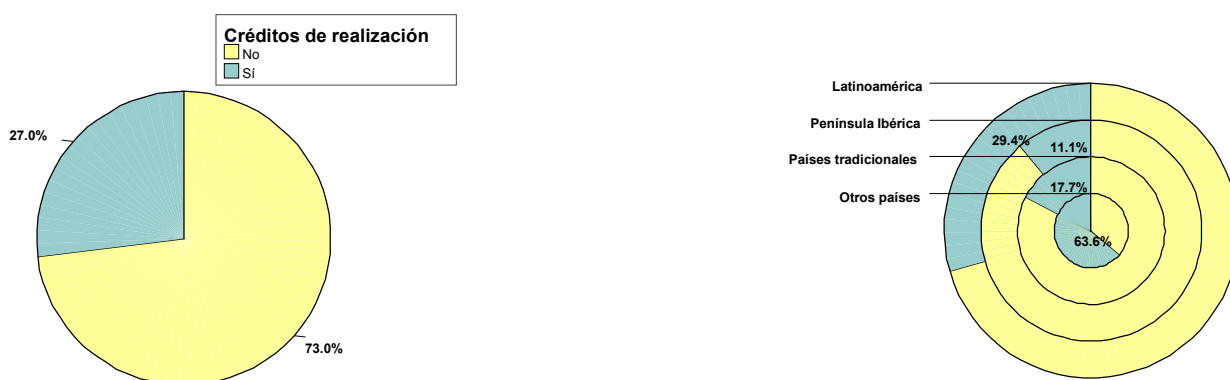 Créditos de realización
No
Sí
27.0%
73.0%
Latinoamérica
Península Ibérica
29.4%
11.1%
Países tradicionales
17.7%
Otros países
63.6%